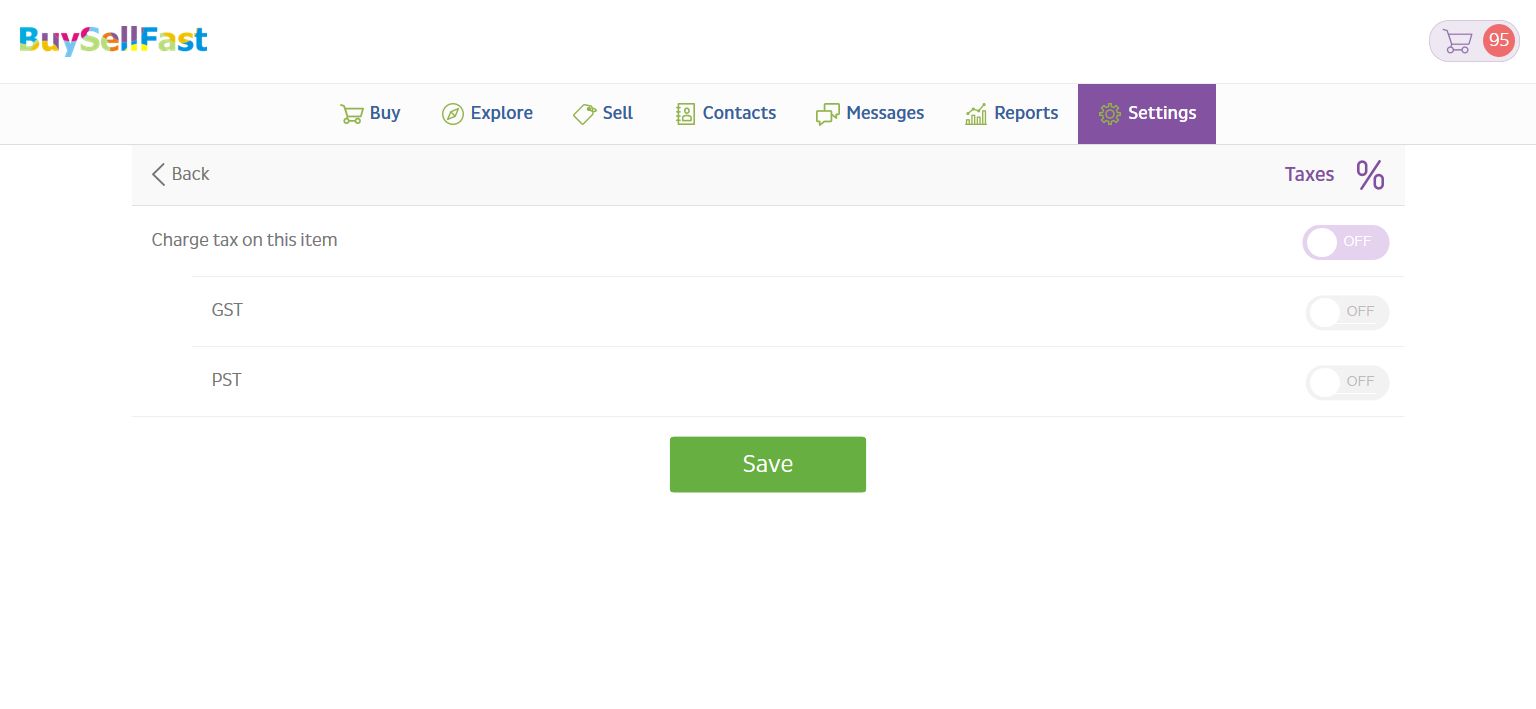 BuySellFast
95
Buy
Explore
Sell
Contacts
Messages
Reports
Settings
Back
Taxes %
Charge tax on this item
OFF
GST
OFF
PST
OFF
Save